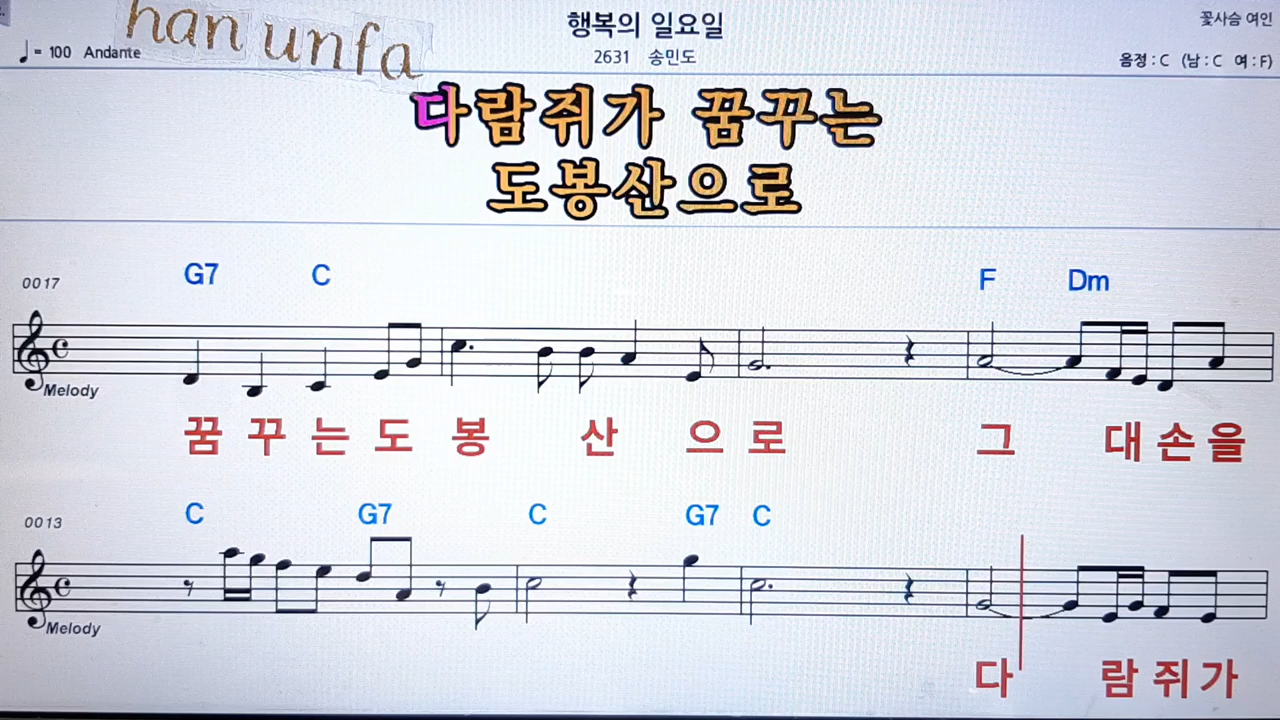 han unfa
행복의 일요일
꽃사슴 여인
♩= 100 Andante
2631 송민도
음정 : C (남 : C 여 : F)
다람쥐가 꿈꾸는
도봉산으로
0017
G7 C F Dm
Melody
꿈 꾸 는 도 봉 산 으 로 그 대 손 을
0013
C G7 C G7 C
Melody
다 람 쥐 가